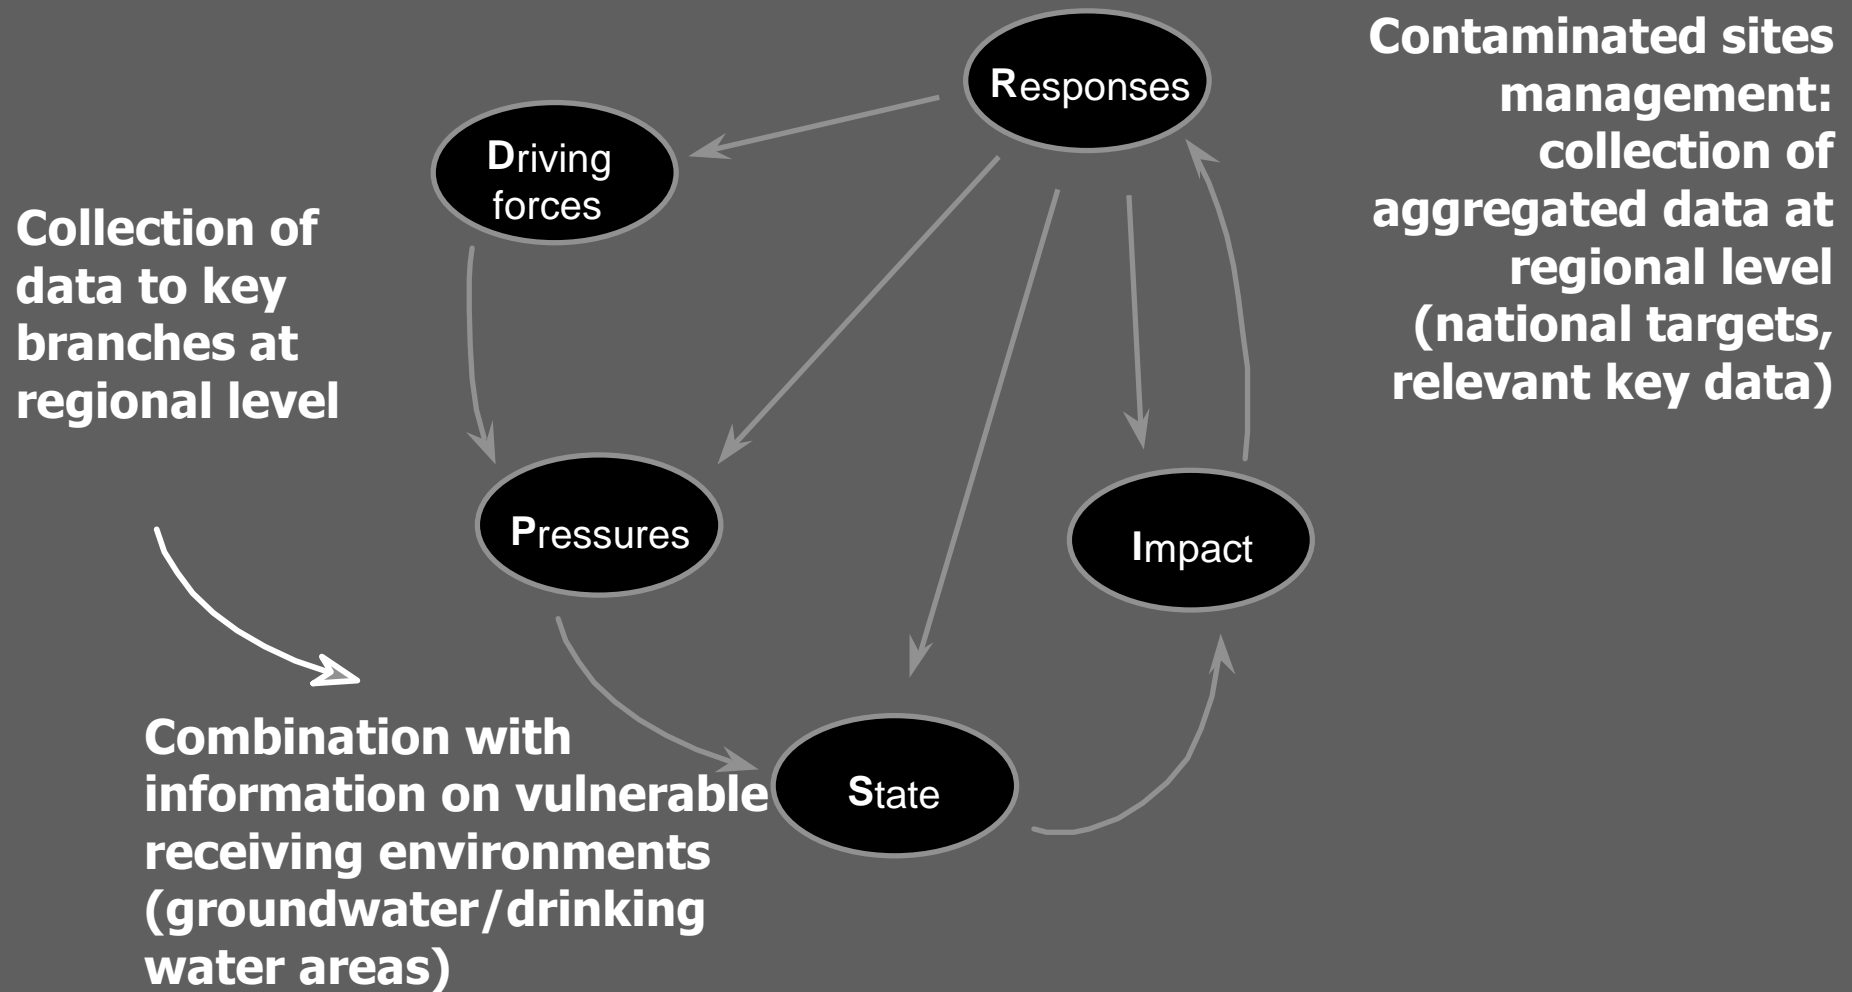 Responses
Driving
forces
Pressures
Impact
State
Collection of
data to key
branches at
regional level
Combination with
information on vulnerable
receiving environments
(groundwater/drinking
water areas)
Contaminated sites
management:
collection of
aggregated data at
regional level
(national targets,
relevant key data)